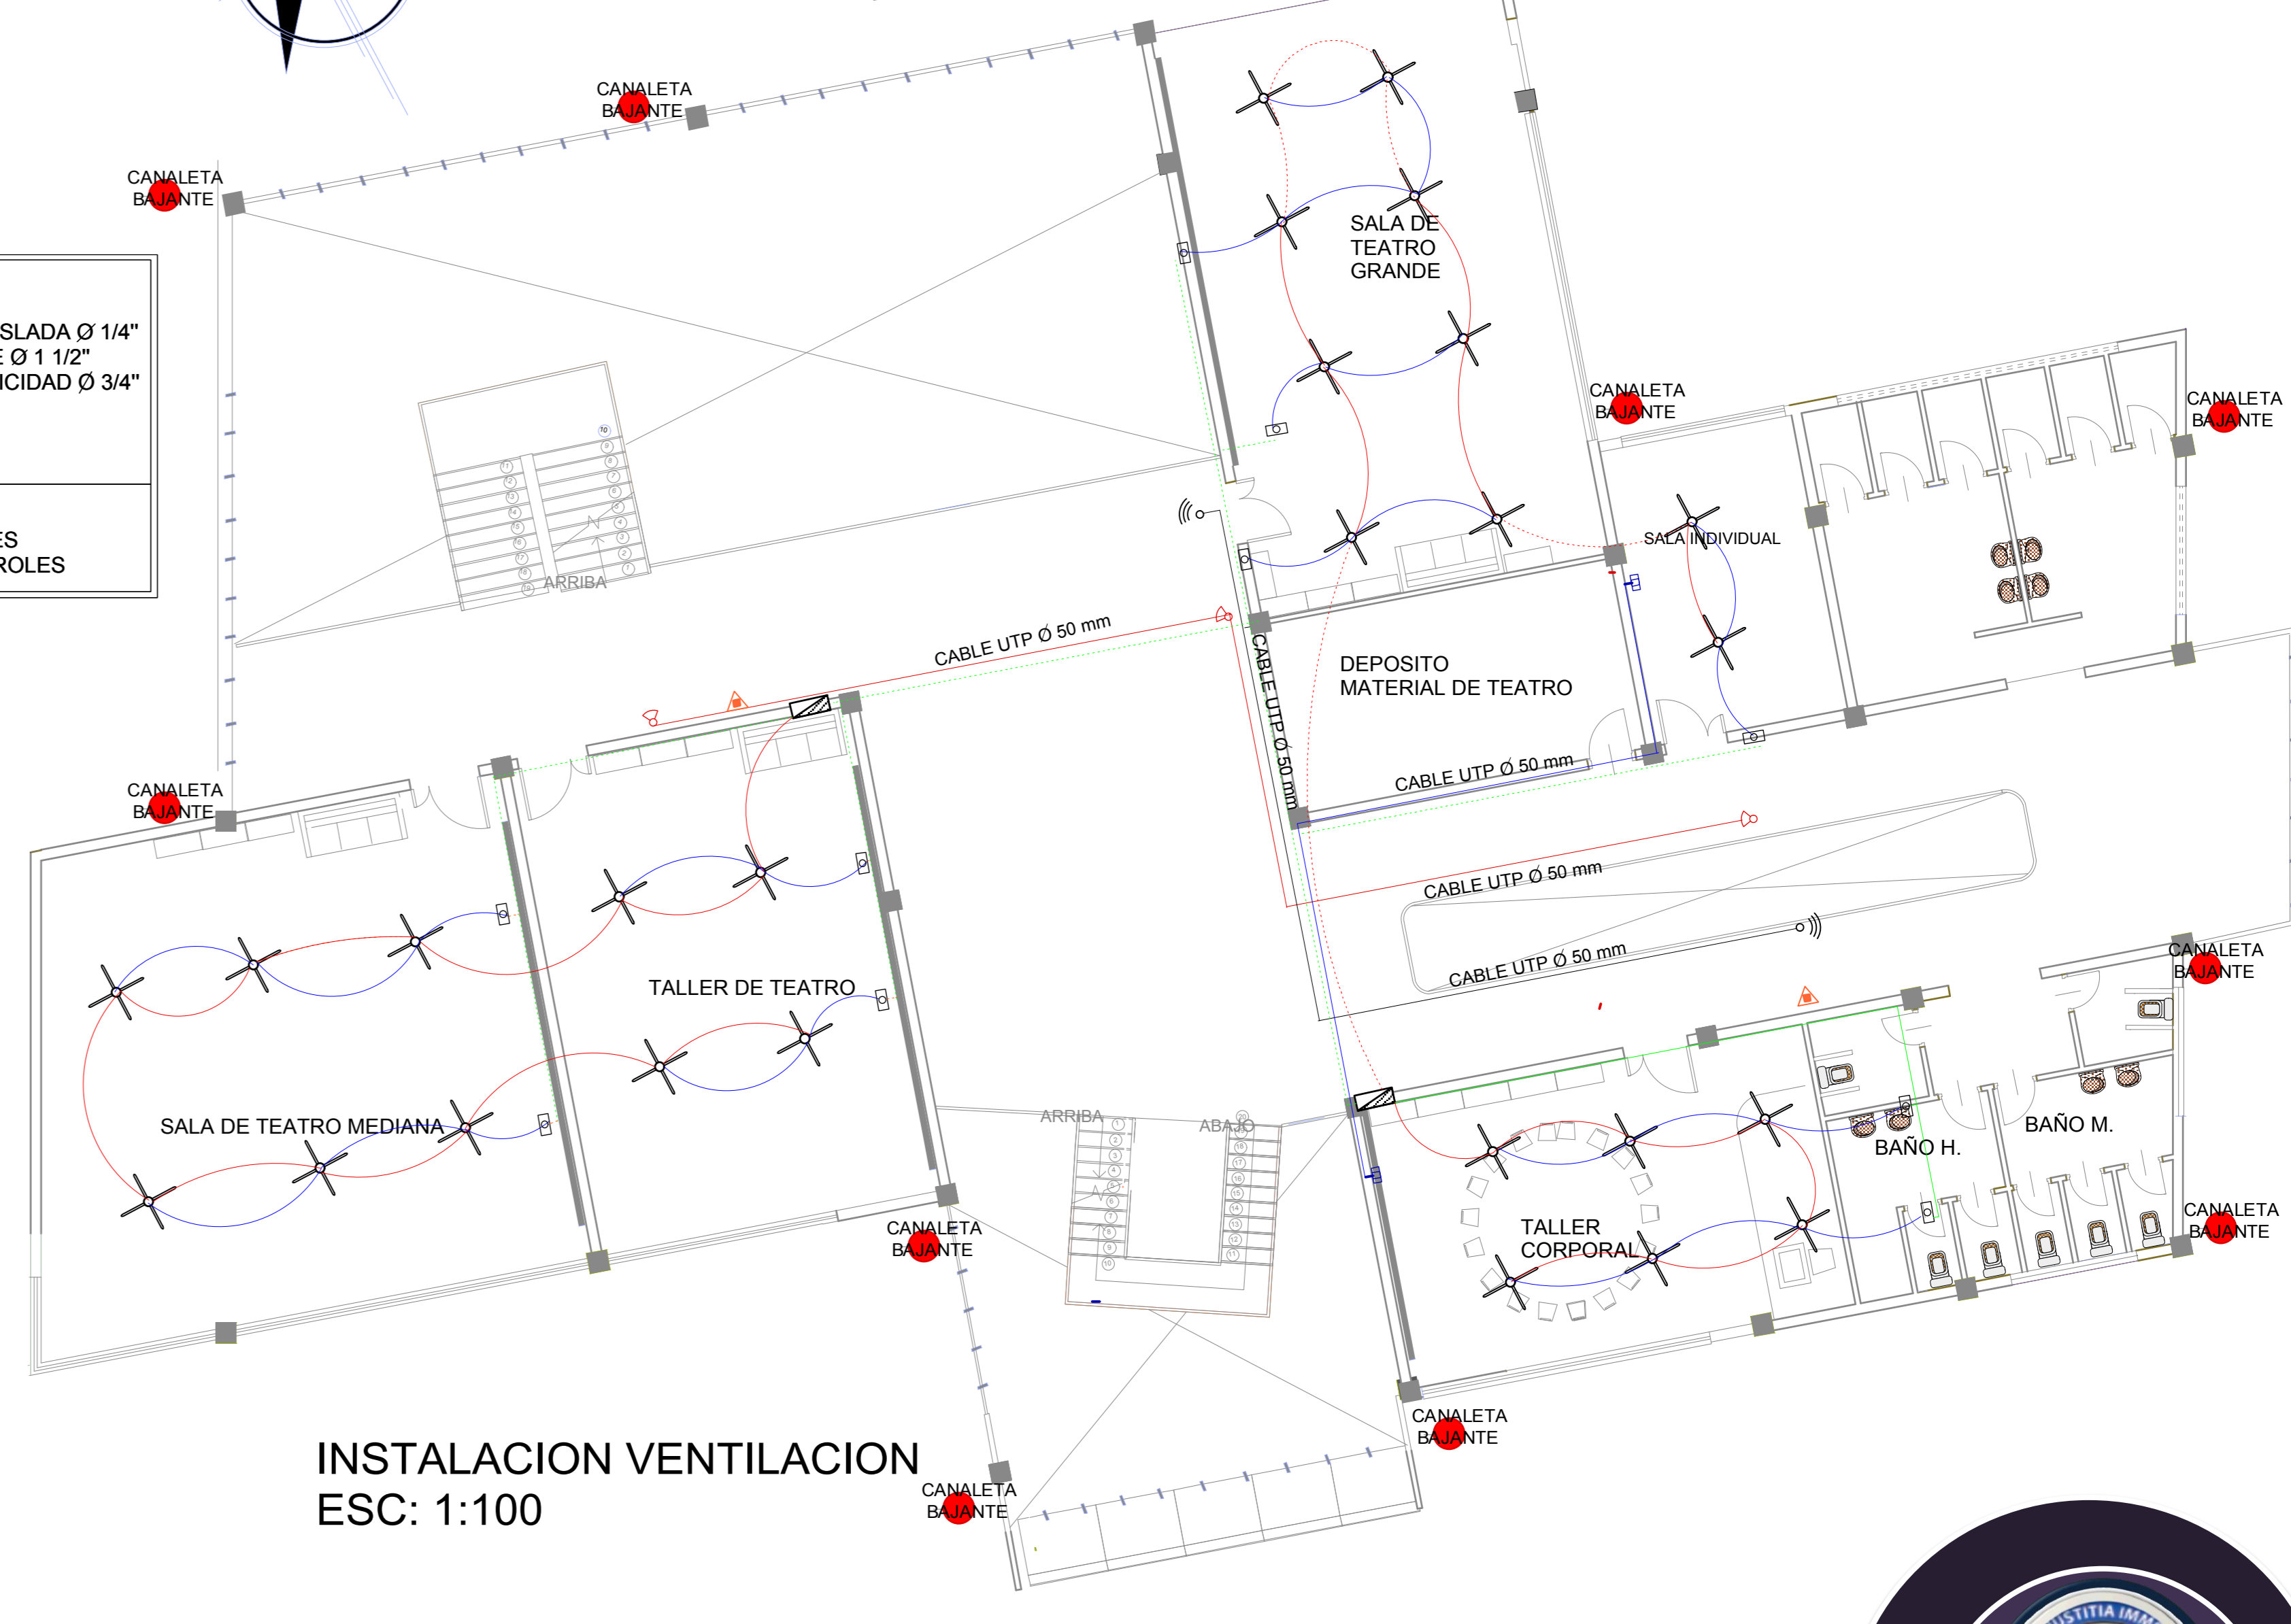 CANALETA
BAJANTE
CANALETA
BAJANTE
SALA DE
TEATRO
GRANDE
SLADA Ø 1/4"
E Ø 1 1/2"
ICIDAD Ø 3/4"
CANALETA
BAJANTE
CANALETA
BAJANTE
ES
ROLES
SALA INDIVIDUAL
ARRIBA
CABLE UTP Ø 50 mm
CABLE UTP Ø 50 mm
DEPOSITO
MATERIAL DE TEATRO
CABLE UTP Ø 50 mm
CANALETA
BAJANTE
CABLE UTP Ø 50 mm
CABLE UTP Ø 50 mm
CANALETA
BAJANTE
TALLER DE TEATRO
SALA DE TEATRO MEDIANA
ARRIBA
ABAJO
BAÑO H.
BAÑO M.
TALLER
CORPORAL
CANALETA
BAJANTE
CANALETA
BAJANTE
CANALETA
BAJANTE
CANALETA
BAJANTE
INSTALACION VENTILACION
ESC: 1:100
USTITIA IMM